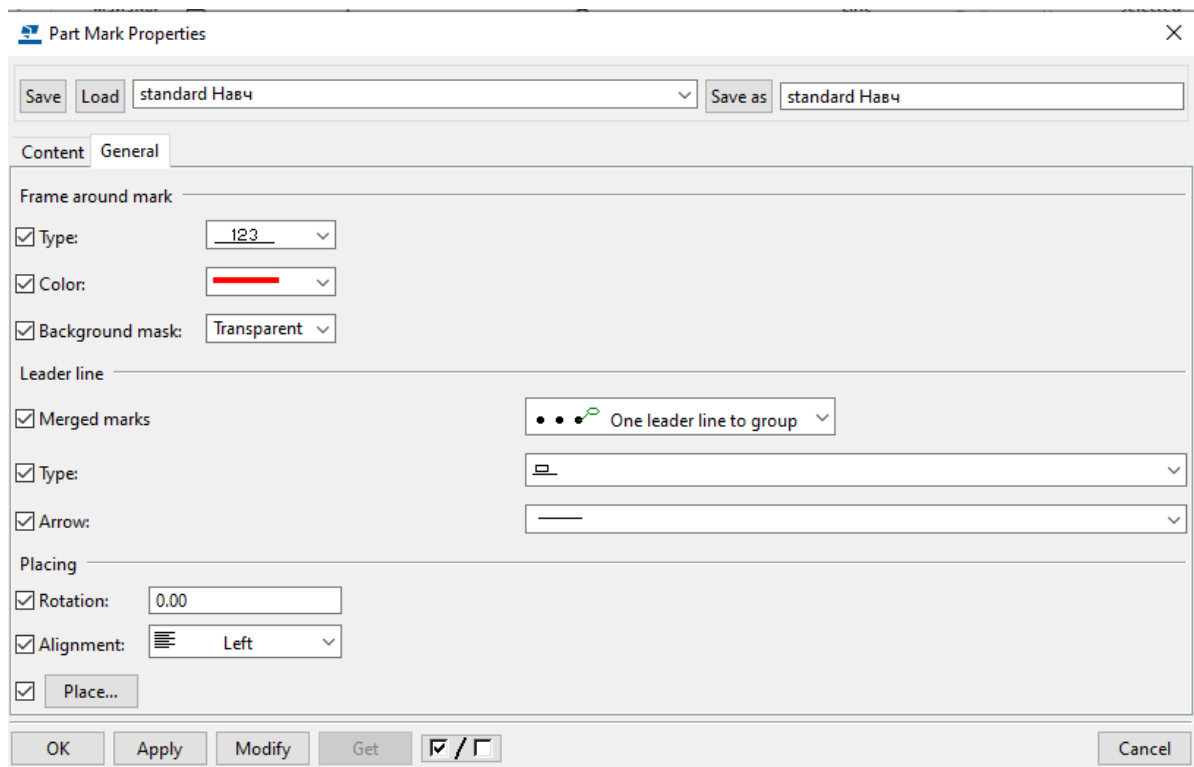 Part Mark Properties
Save Load standard Навч Save as standard Навч
Content General
Frame around mark
Type: 123
Color:
Background mask: Transparent
Leader line
Merged marks One leader line to group
Type:
Arrow:
Placing
Rotation: 0.00
Alignment: Left
Place...
OK Apply Modify Get / Cancel